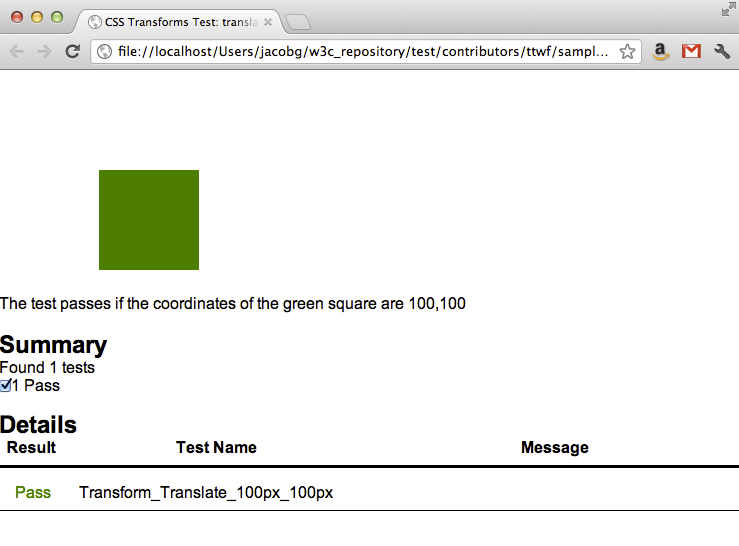 CSS Transforms Test: transla
file://localhost/Users/jacobg/w3c_repository/test/contributors/ttwf/sampl...
The test passes if the coordinates of the green square are 100,100
Summary
Found 1 tests
1 Pass
Details
Result Test Name Message
Pass Transform_Translate_100px_100px